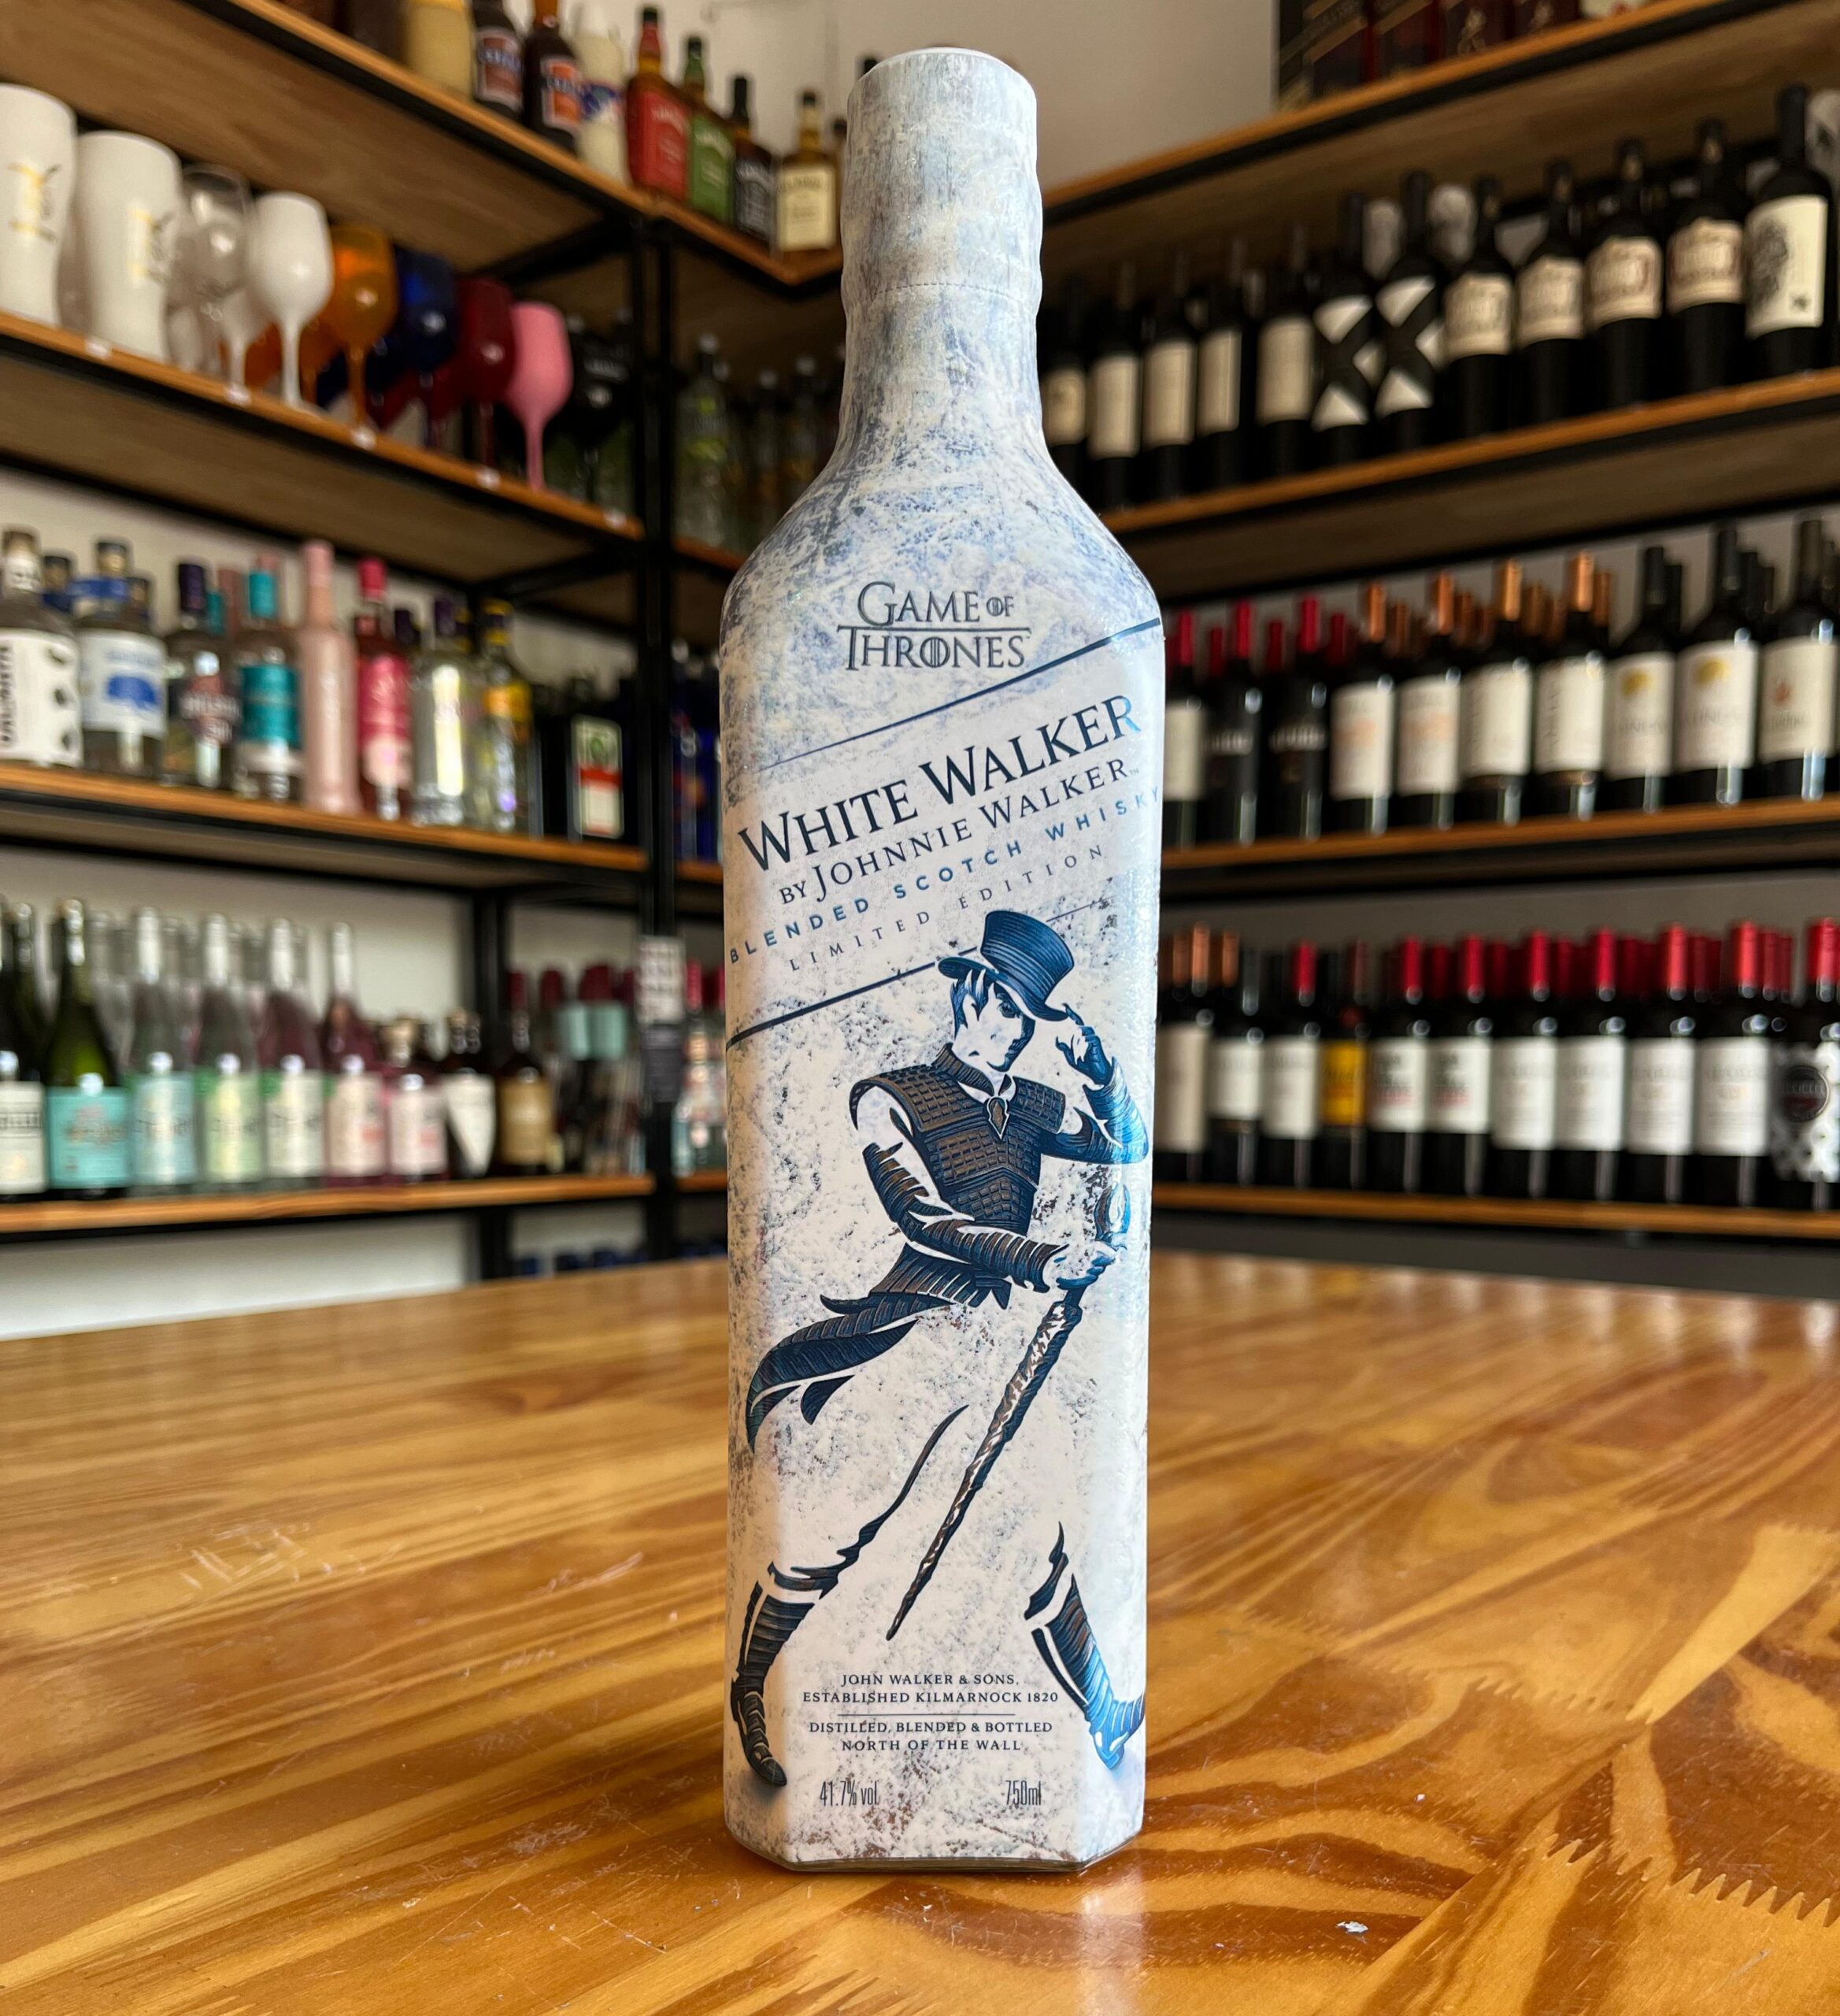 GAME OF
THRONES
WHITE WALKER
BY JOHNNIE WALKER™
BLENDED SCOTCH WHISKY
LIMITED EDITION
JOHN WALKER & SONS,
ESTABLISHED KILMARNOCK 1820
DISTILLED, BLENDED & BOTTLED
NORTH OF THE WALL
41.7% vol 750ml